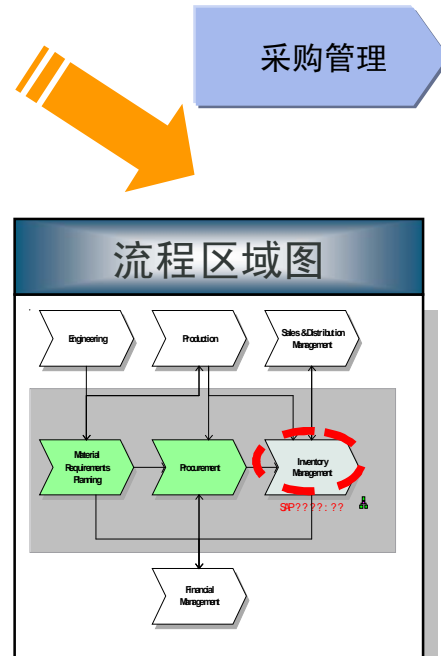 采购管理
流程区域图
Engineering
Production
Sales & Distribution
Management
Material
Requirements
Planning
Procurement
Inventory
Management
SAP????:??
Financial
Management